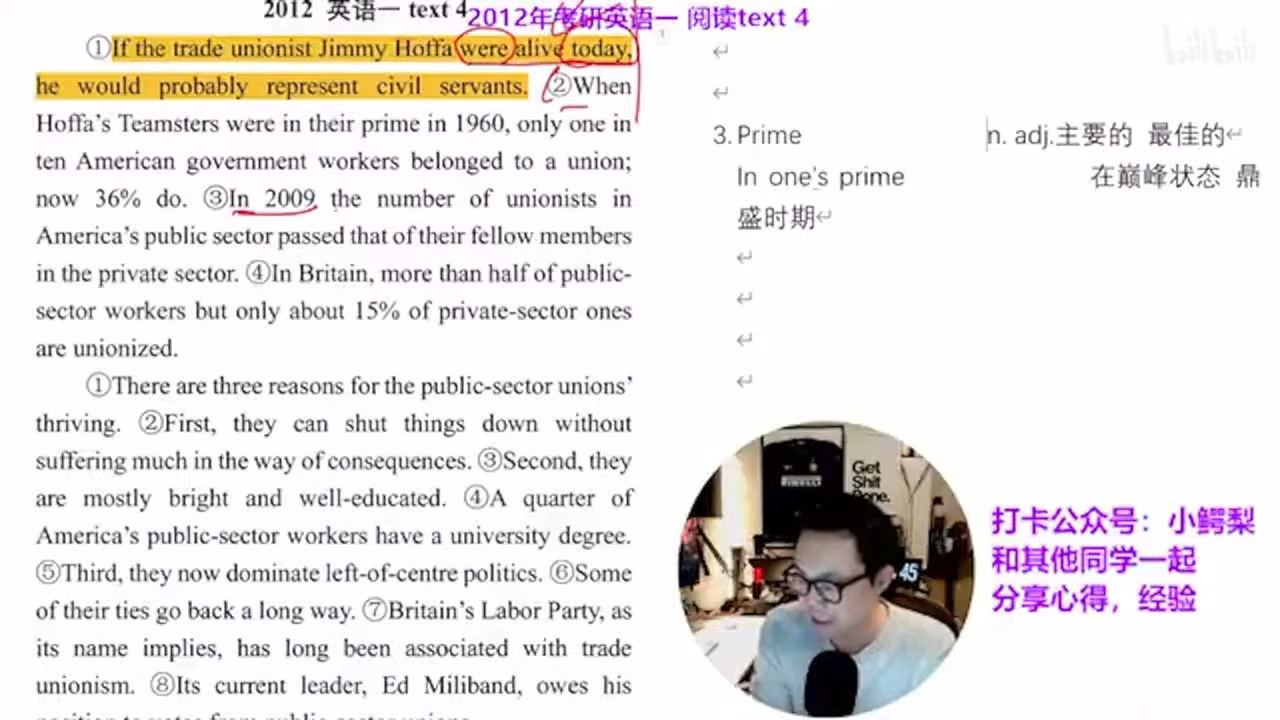 2012 英语一 text 4
2012年考研英语一 阅读text 4
①If the trade unionist Jimmy Hoffa were alive today,
he would probably represent civil servants. ②When
Hoffa’s Teamsters were in their prime in 1960, only one in
ten American government workers belonged to a union;
now 36% do. ③In 2009 the number of unionists in
America’s public sector passed that of their fellow members
in the private sector. ④In Britain, more than half of public-
sector workers but only about 15% of private-sector ones
are unionized.
①There are three reasons for the public-sector unions’
thriving. ②First, they can shut things down without
suffering much in the way of consequences. ③Second, they
are mostly bright and well-educated. ④A quarter of
America’s public-sector workers have a university degree.
⑤Third, they now dominate left-of-centre politics. ⑥Some
of their ties go back a long way. ⑦Britain’s Labor Party, as
its name implies, has long been associated with trade
unionism. ⑧Its current leader, Ed Miliband, owes his
position to votes from public-sector unions.
bilibili
3. Prime n. adj.主要的 最佳的
In one's prime 在巅峰状态 鼎
盛时期
PIRELLI
Get
Shit
Done.
45
打卡公众号：小鳄梨
和其他同学一起
分享心得，经验